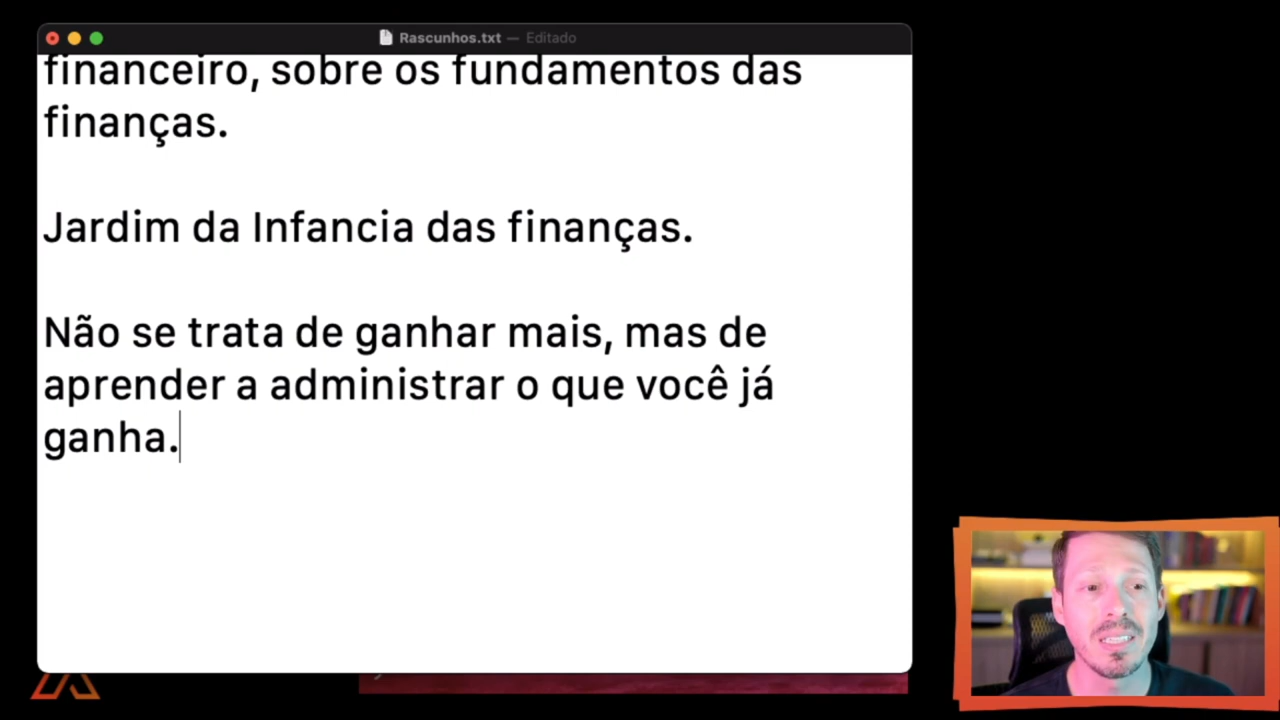 Rascunhos.txt — Editado
financeiro, sobre os fundamentos das
finanças.
Jardim da Infancia das finanças.
Não se trata de ganhar mais, mas de
aprender a administrar o que você já
ganha.